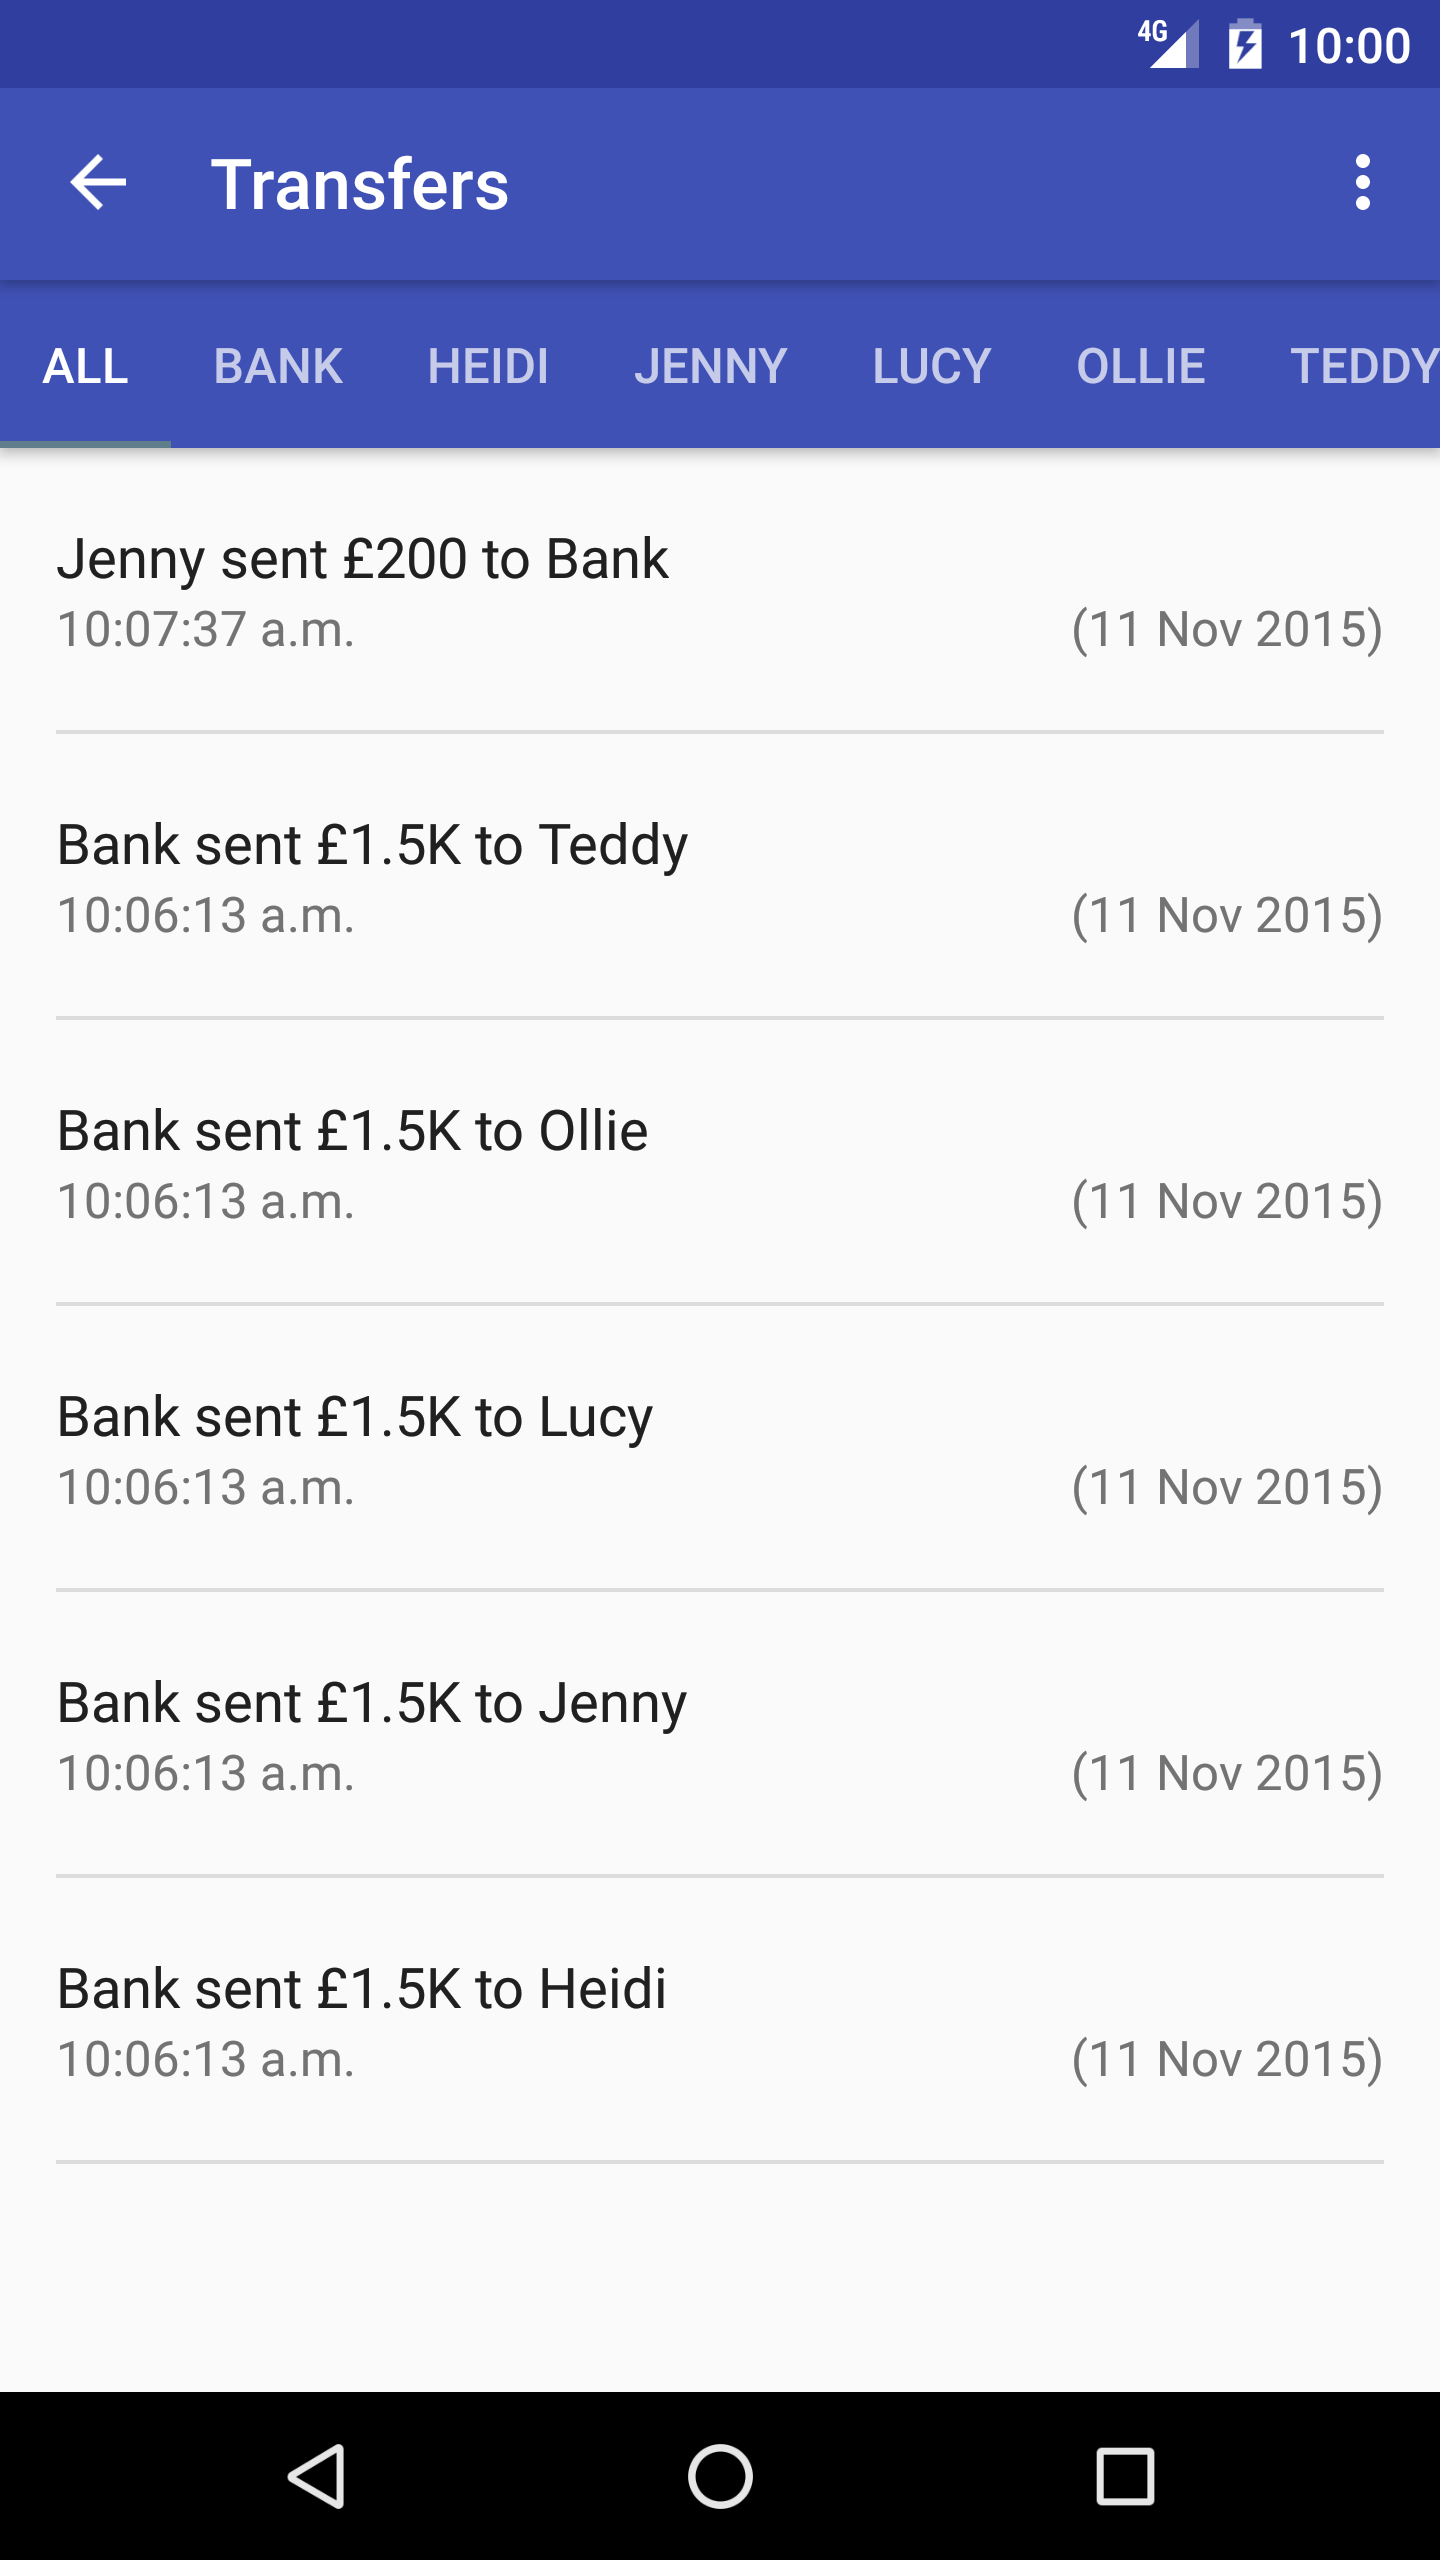 4G 10:00
Transfers
ALL BANK HEIDI JENNY LUCY OLLIE TEDDY
Jenny sent £200 to Bank
10:07:37 a.m. (11 Nov 2015)
Bank sent £1.5K to Teddy
10:06:13 a.m. (11 Nov 2015)
Bank sent £1.5K to Ollie
10:06:13 a.m. (11 Nov 2015)
Bank sent £1.5K to Lucy
10:06:13 a.m. (11 Nov 2015)
Bank sent £1.5K to Jenny
10:06:13 a.m. (11 Nov 2015)
Bank sent £1.5K to Heidi
10:06:13 a.m. (11 Nov 2015)